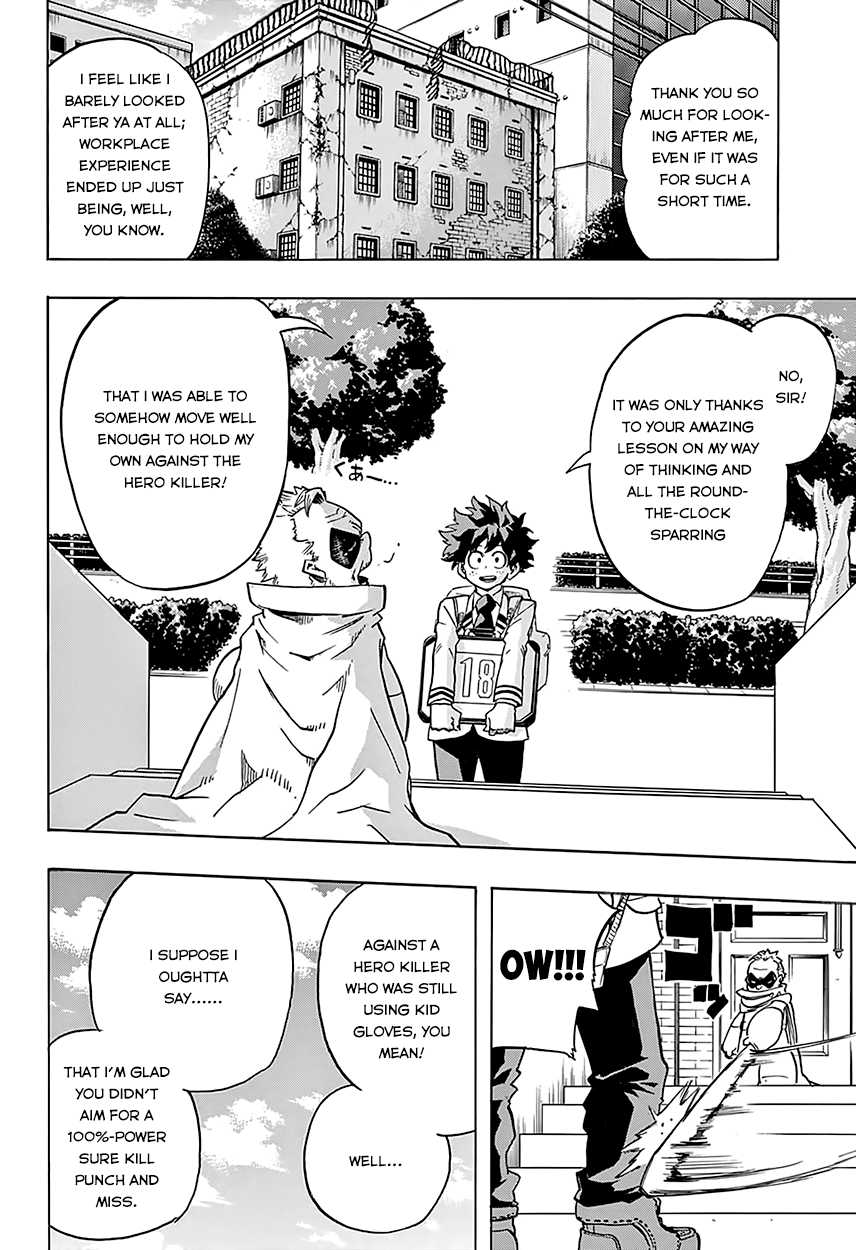 THANK YOU SO
MUCH FOR LOOK-
ING AFTER ME,
EVEN IF IT WAS
FOR SUCH A
SHORT TIME.
I FEEL LIKE I
BARELY LOOKED
AFTER YA AT ALL;
WORKPLACE
EXPERIENCE
ENDED UP JUST
BEING, WELL,
YOU KNOW.
NO,
SIR!
IT WAS ONLY THANKS
TO YOUR AMAZING
LESSON ON MY WAY
OF THINKING AND
ALL THE ROUND-
THE-CLOCK
SPARRING
THAT I WAS ABLE TO
SOMEHOW MOVE WELL
ENOUGH TO HOLD MY
OWN AGAINST THE
HERO KILLER!
くあー…
18
ゴッ
OW!!!
AGAINST A
HERO KILLER
WHO WAS STILL
USING KID
GLOVES, YOU
MEAN!
WELL...
I SUPPOSE I
OUGHTTA
SAY......
THAT I'M GLAD
YOU DIDN'T
AIM FOR A
100%-POWER
SURE KILL
PUNCH AND
MISS.